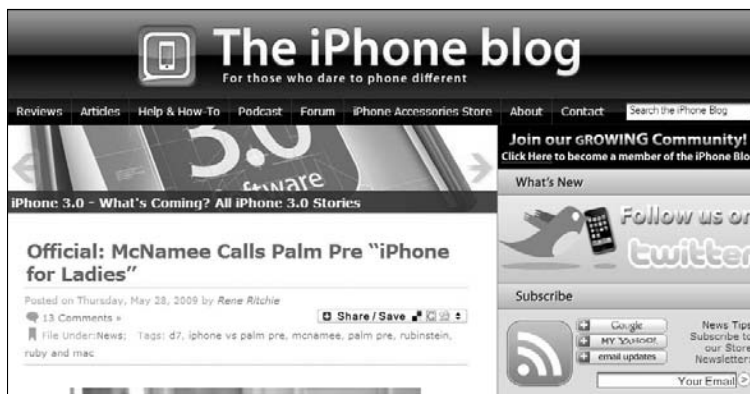 The iPhone blog
For those who dare to phone different
Reviews Articles Help & How-To Podcast Forum iPhone Accessories Store About Contact Search the iPhone Blog
3.0
ftware
iPhone 3.0 - What's Coming? All iPhone 3.0 Stories
Official: McNamee Calls Palm Pre “iPhone
for Ladies”
Posted on Thursday, May 28, 2009 by Rene Ritchie
13 Comments »
Share / Save
File Under:News; Tags: d7, iphone vs palm pre, mcnamee, palm pre, rubinstein,
ruby and mac
Join our GROWING Community!
Click Here to become a member of the iPhone Blo
What's New
Follow us on
twitter
Subscribe
Google
MY YAHOO!
email updates
News Tips
Subscribe to
our Store
Newsletter:
Your Email